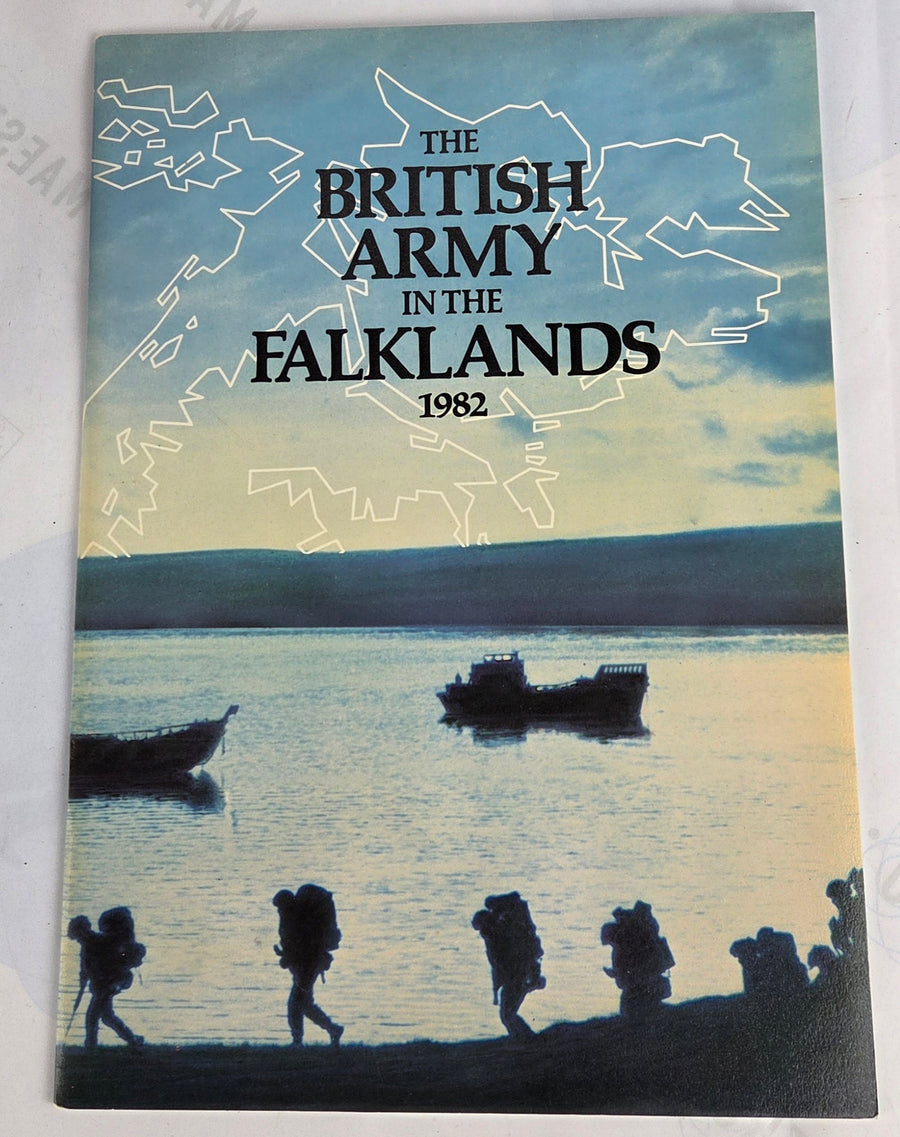 THE
BRITISH
ARMY
IN THE
FALKLANDS
1982